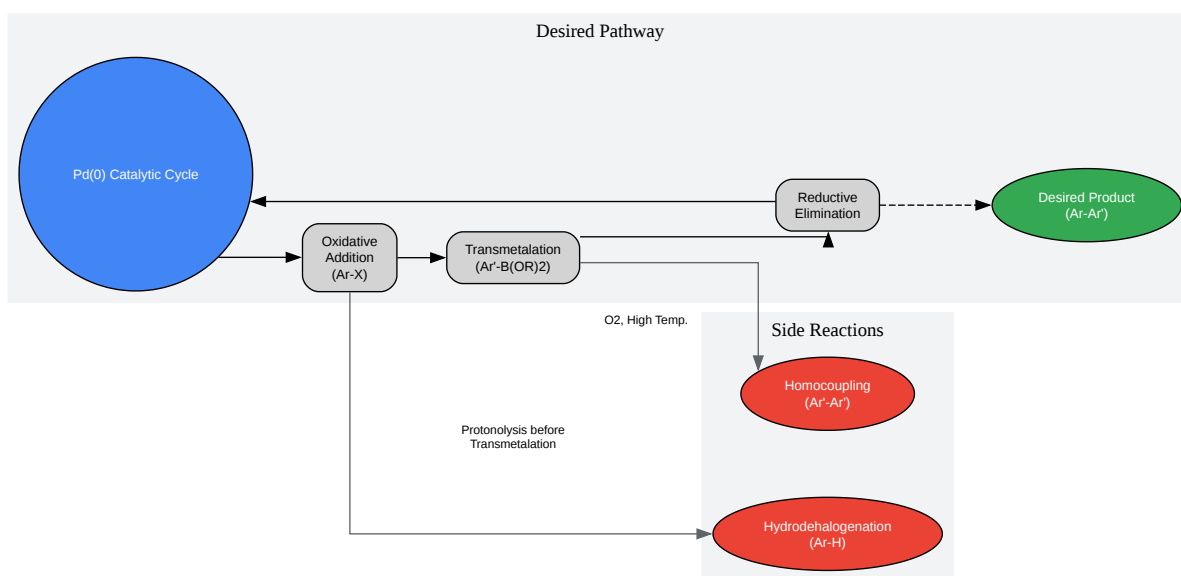 Desired Pathway
Pd(0) Catalytic Cycle
Oxidative
Addition
(Ar-X)
Transmetalation
(Ar'-B(OR)2)
Reductive
Elimination
Desired Product
(Ar-Ar')
O2, High Temp.
Side Reactions
Homocoupling
(Ar'-Ar')
Protonolysis before
Transmetalation
Hydrodehalogenation
(Ar-H)